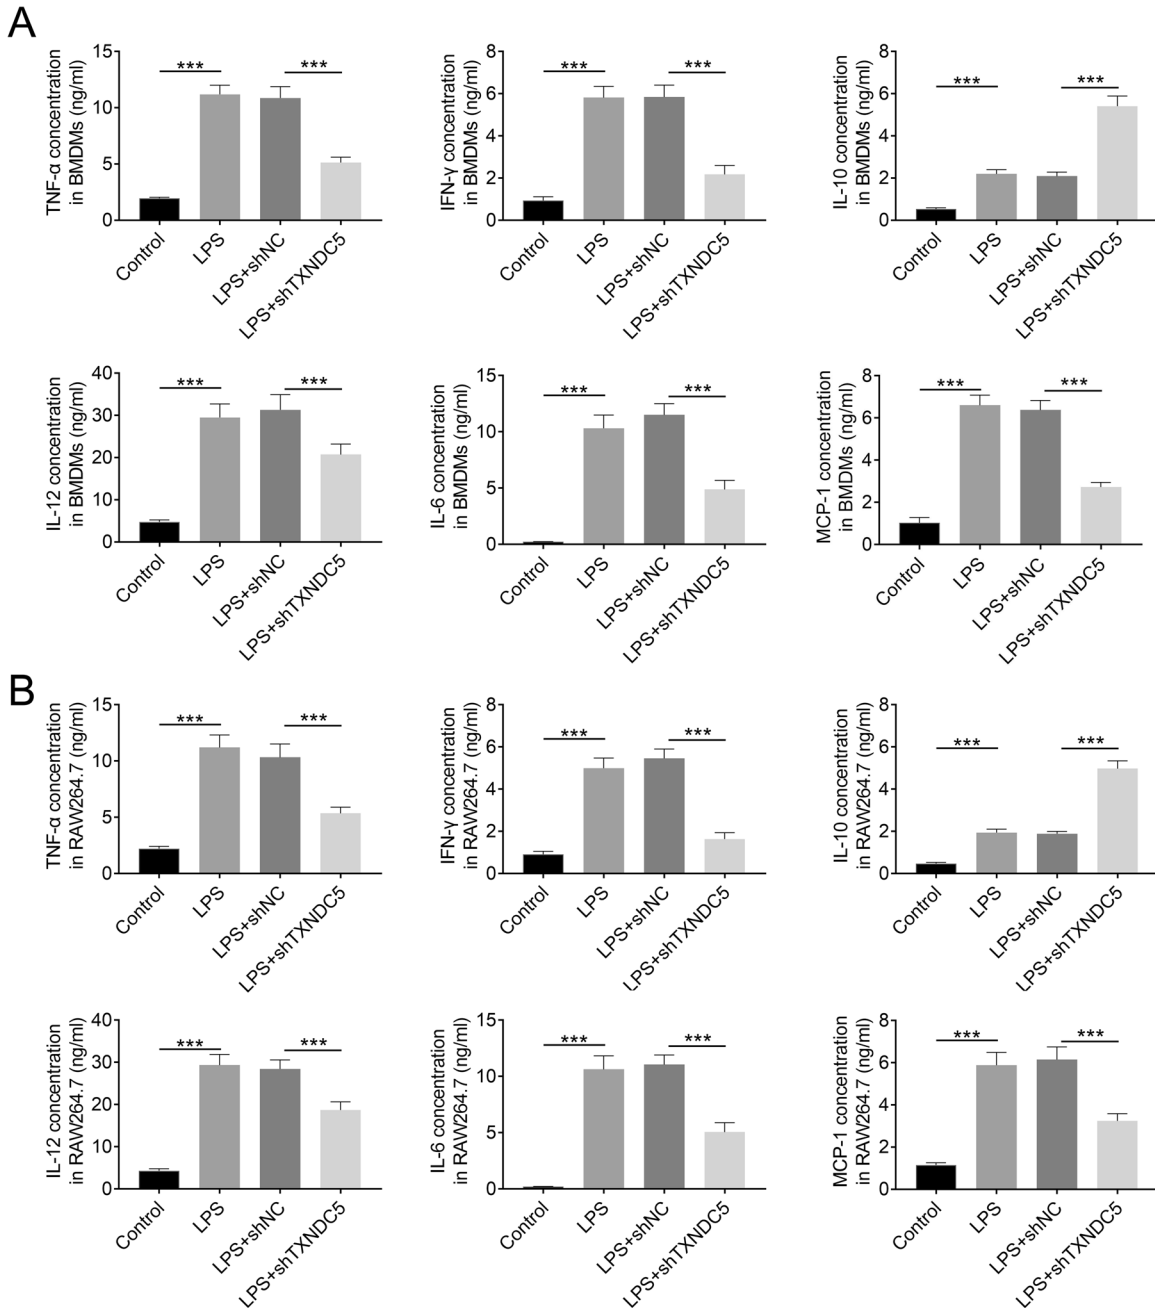 A
TNF-α concentration
in BMDMs (ng/ml)
15
10
5
0
***
***
Control
LPS
LPS+shNC
LPS+shTXNDC5
IFN-γ concentration
in BMDMs (ng/ml)
8
6
4
2
0
***
***
Control
LPS
LPS+shNC
LPS+shTXNDC5
IL-10 concentration
in BMDMs (ng/ml)
8
6
4
2
0
***
***
Control
LPS
LPS+shNC
LPS+shTXNDC5
IL-12 concentration
in BMDMs (ng/ml)
40
30
20
10
0
***
***
Control
LPS
LPS+shNC
LPS+shTXNDC5
IL-6 concentration
in BMDMs (ng/ml)
15
10
5
0
***
***
Control
LPS
LPS+shNC
LPS+shTXNDC5
MCP-1 concentration
in BMDMs (ng/ml)
8
6
4
2
0
***
***
Control
LPS
LPS+shNC
LPS+shTXNDC5
B
TNF-α concentration
in RAW264.7 (ng/ml)
15
10
5
0
***
***
Control
LPS
LPS+shNC
LPS+shTXNDC5
IFN-γ concentration
in RAW264.7 (ng/ml)
8
6
4
2
0
***
***
Control
LPS
LPS+shNC
LPS+shTXNDC5
IL-10 concentration
in RAW264.7 (ng/ml)
8
6
4
2
0
***
***
Control
LPS
LPS+shNC
LPS+shTXNDC5
IL-12 concentration
in RAW264.7 (ng/ml)
40
30
20
10
0
***
***
Control
LPS
LPS+shNC
LPS+shTXNDC5
IL-6 concentration
in RAW264.7 (ng/ml)
15
10
5
0
***
***
Control
LPS
LPS+shNC
LPS+shTXNDC5
MCP-1 concentration
in RAW264.7 (ng/ml)
8
6
4
2
0
***
***
Control
LPS
LPS+shNC
LPS+shTXNDC5